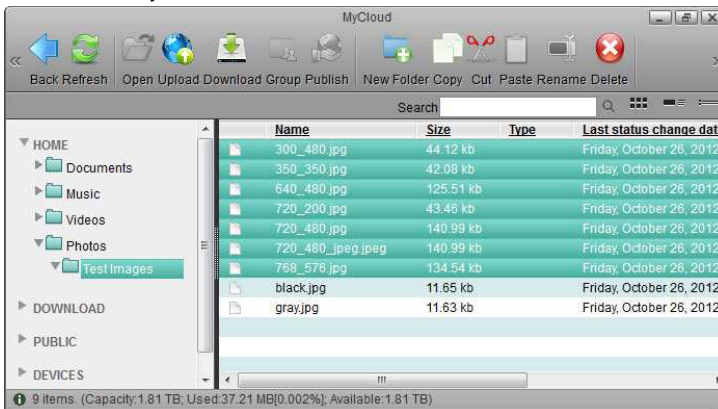 MyCloud
Back Refresh Open Upload Download Group Publish New Folder Copy Cut Paste Rename Delete
Search
Name Size Type Last status change date
HOME
Documents
Music
Videos
Photos
Test Images
DOWNLOAD
PUBLIC
DEVICES
300_480.jpg 44.12 kb Friday, October 26, 2012
350_350.jpg 42.08 kb Friday, October 26, 2012
640_480.jpg 125.51 kb Friday, October 26, 2012
720_200.jpg 43.46 kb Friday, October 26, 2012
720_480.jpg 140.99 kb Friday, October 26, 2012
720_480_jpeg.jpeg 140.99 kb Friday, October 26, 2012
768_576.jpg 134.54 kb Friday, October 26, 2012
black.jpg 11.65 kb Friday, October 26, 2012
gray.jpg 11.63 kb Friday, October 26, 2012
9 items. (Capacity:1.81 TB; Used:37.21 MB[0.002%]; Available:1.81 TB)